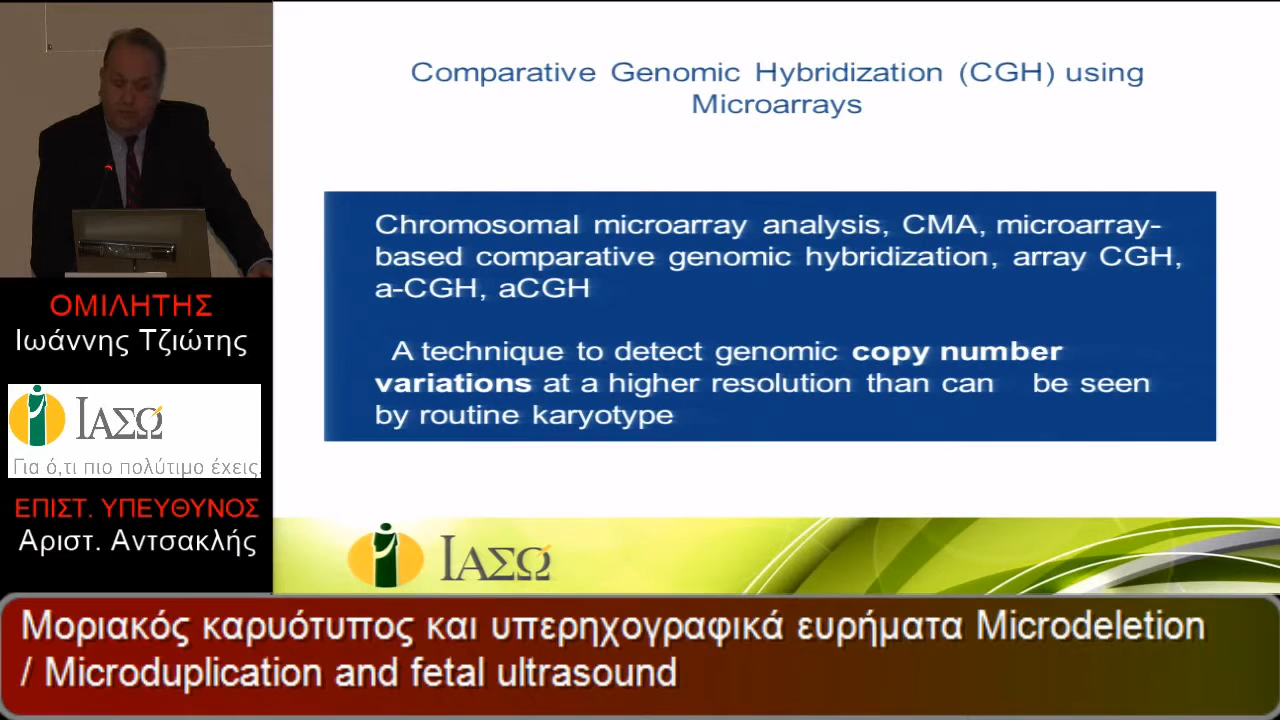 Comparative Genomic Hybridization (CGH) using
Microarrays
Chromosomal microarray analysis, CMA, microarray-
based comparative genomic hybridization, array CGH,
a-CGH, aCGH
A technique to detect genomic copy number
variations at a higher resolution than can be seen
by routine karyotype
ΟΜΙΛΗΤΗΣ
Ιωάννης Τζιώτης
ΙΑΣΩ
Για ό,τι πιο πολύτιμο έχεις.
ΕΠΙΣΤ. ΥΠΕΥΘΥΝΟΣ
Αριστ. Αντσακλής
ΙΑΣΩ
Μοριακός καρυότυπος και υπερηχογραφικά ευρήματα Microdeletion
/ Microduplication and fetal ultrasound